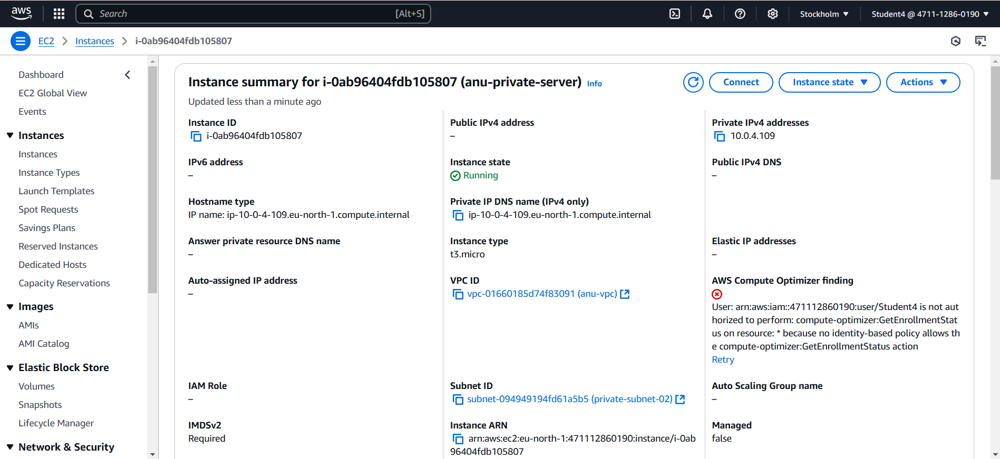 aws
Search [Alt+S]
Stockholm
Student4 @ 4711-1286-0190
EC2 Instances i-0ab96404fdb105807
Dashboard
EC2 Global View
Events
Instances
Instances
Instance Types
Launch Templates
Spot Requests
Savings Plans
Reserved Instances
Dedicated Hosts
Capacity Reservations
Images
AMIs
AMI Catalog
Elastic Block Store
Volumes
Snapshots
Lifecycle Manager
Network & Security
Instance summary for i-0ab96404fdb105807 (anu-private-server) Info
Connect
Instance state
Actions
Updated less than a minute ago
Instance ID
i-0ab96404fdb105807
Public IPv4 address
–
Private IPv4 addresses
10.0.4.109
IPv6 address
–
Instance state
Running
Public IPv4 DNS
–
Hostname type
IP name: ip-10-0-4-109.eu-north-1.compute.internal
Private IP DNS name (IPv4 only)
ip-10-0-4-109.eu-north-1.compute.internal
Answer private resource DNS name
–
Instance type
t3.micro
Elastic IP addresses
–
Auto-assigned IP address
–
VPC ID
vpc-01660185d74f83091 (anu-vpc)
AWS Compute Optimizer finding
User: arn:aws:iam::471112860190:user/Student4 is not aut
horized to perform: compute-optimizer:GetEnrollmentStat
us on resource: * because no identity-based policy allows th
e compute-optimizer:GetEnrollmentStatus action
Retry
IAM Role
–
Subnet ID
subnet-094949194fd61a5b5 (private-subnet-02)
Auto Scaling Group name
–
IMDSv2
Required
Instance ARN
arn:aws:ec2:eu-north-1:471112860190:instance/i-0ab
96404fdb105807
Managed
false